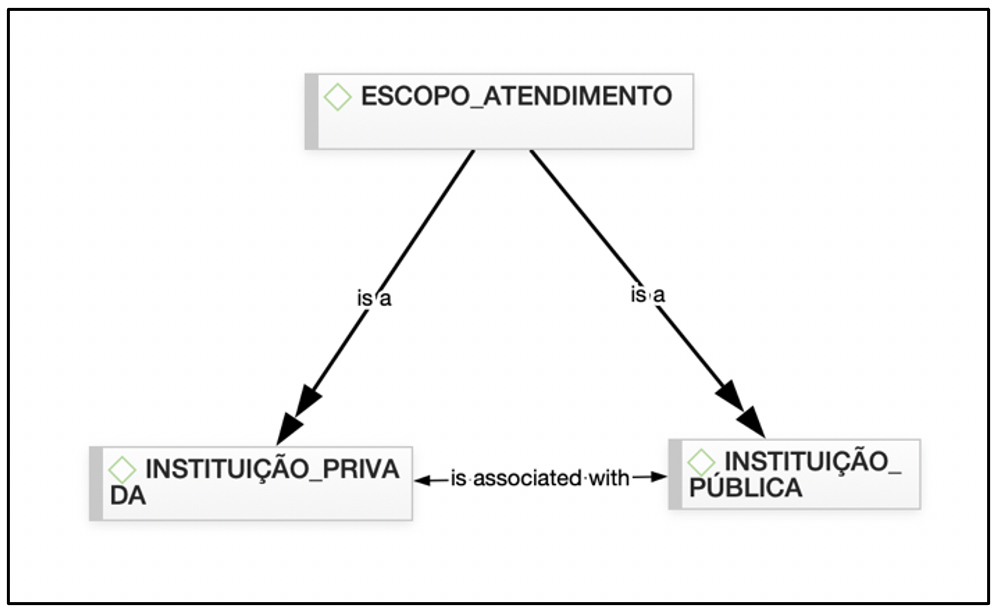 ESCOPO_ATENDIMENTO
is a
is a
INSTITUIÇÃO_PRIVA
DA
is associated with
INSTITUIÇÃO_
PÚBLICA